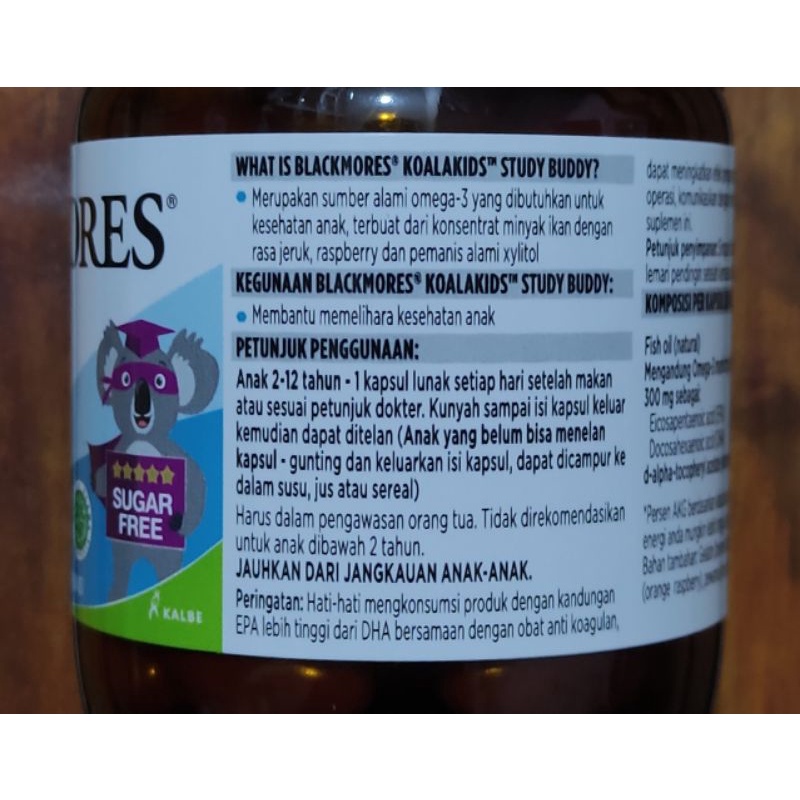 ORES®
SUGAR
FREE
KALBE
WHAT IS BLACKMORES® KOALAKIDS™ STUDY BUDDY?
• Merupakan sumber alami omega-3 yang dibutuhkan untuk
kesehatan anak, terbuat dari konsentrat minyak ikan dengan
rasa jeruk, raspberry dan pemanis alami xylitol
KEGUNAAN BLACKMORES® KOALAKIDS™ STUDY BUDDY:
• Membantu memelihara kesehatan anak
PETUNJUK PENGGUNAAN:
Anak 2-12 tahun - 1 kapsul lunak setiap hari setelah makan
atau sesuai petunjuk dokter. Kunyah sampai isi kapsul keluar
kemudian dapat ditelan (Anak yang belum bisa menelan
kapsul - gunting dan keluarkan isi kapsul, dapat dicampur ke
dalam susu, jus atau sereal)
Harus dalam pengawasan orang tua. Tidak direkomendasikan
untuk anak dibawah 2 tahun.
JAUHKAN DARI JANGKAUAN ANAK-ANAK.
Peringatan: Hati-hati mengkonsumsi produk dengan kandungan
EPA lebih tinggi dari DHA bersamaan dengan obat anti koagulan,
dapat meningkatkan
operasi, komunikasikan
suplemen ini.
Petunjuk penyimpanan:
lemari pendingin sesuai
KOMPOSISI PER KAPSUL
Fish oil (natural)
Mengandung Omega-3
300 mg sebagai
Eicosapentaenoic acid
Docosahexaenoic acid
d-alpha-tocopheryl
*Persen AKG berdasarkan
energi anda mungkin
Bahan tambahan: Gelatin
(orange raspberry),